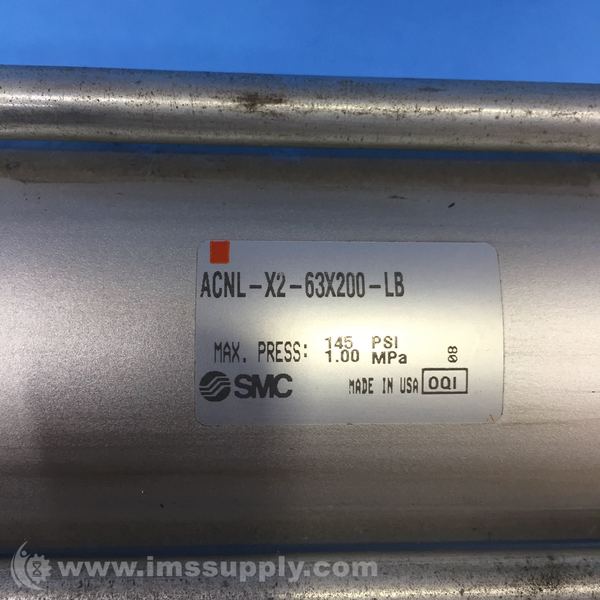 ACNL-X2-63X200-LB
MAX. PRESS: 145 PSI
1.00 MPa
08
SMC MADE IN USA OQI
www.imssupply.com